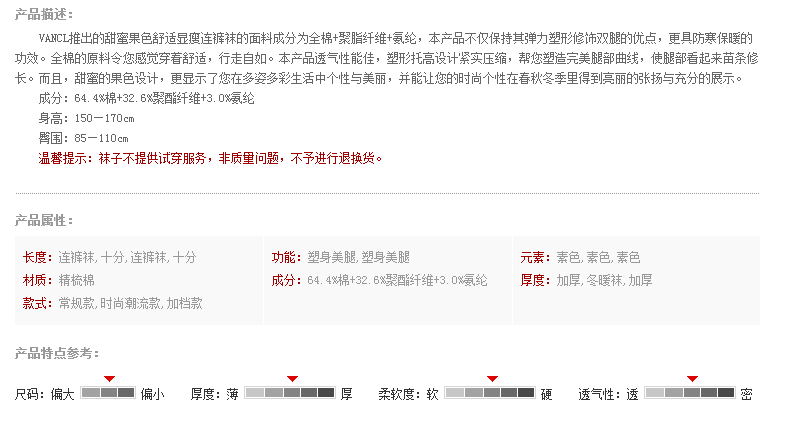 产品描述：
VANCL推出的甜蜜果色舒适显瘦连裤袜的面料成分为全棉+聚脂纤维+氨纶，本产品不仅保持其弹力塑形修饰双腿的优点，更具防寒保暖的
功效。全棉的原料令您感觉穿着舒适，行走自如。本产品透气性能佳，塑形托高设计紧实压缩，帮您塑造完美腿部曲线，使腿部看起来苗条修
长。而且，甜蜜的果色设计，更显示了您在多姿多彩生活中个性与美丽，并能让您的时尚个性在春秋冬季里得到亮丽的张扬与充分的展示。
成分：64.4%棉+32.6%聚酯纤维+3.0%氨纶
身高：150—170cm
臀围：85—110cm
温馨提示：袜子不提供试穿服务，非质量问题，不予进行退换货。
产品属性：
长度：连裤袜,十分,连裤袜,十分 功能：塑身美腿,塑身美腿 元素：素色,素色,素色
材质：精梳棉 成分：64.4%棉+32.6%聚酯纤维+3.0%氨纶 厚度：加厚,冬暖袜,加厚
款式：常规款,时尚潮流款,加档款
产品特点参考：
尺码：偏大 偏小 厚度：薄 厚 柔软度：软 硬 透气性：透 密